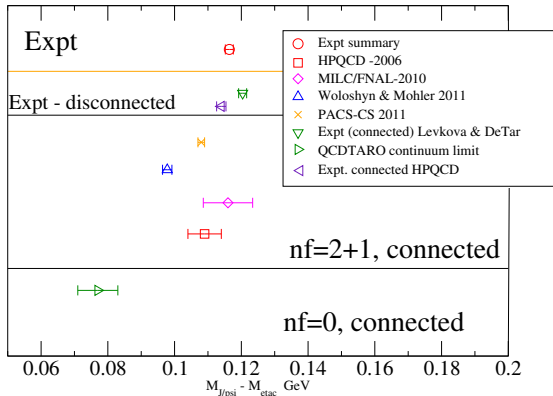 Expt
Expt summary
HPQCD -2006
MILC/FNAL-2010
Woloshyn & Mohler 2011
PACS-CS 2011
Expt (connected) Levkova & DeTar
QCDTARO continuum limit
Expt. connected HPQCD
Expt - disconnected
nf=2+1, connected
nf=0, connected
0.06 0.08 0.1 0.12 0.14 0.16 0.18 0.2
M_J/psi - M_etac GeV